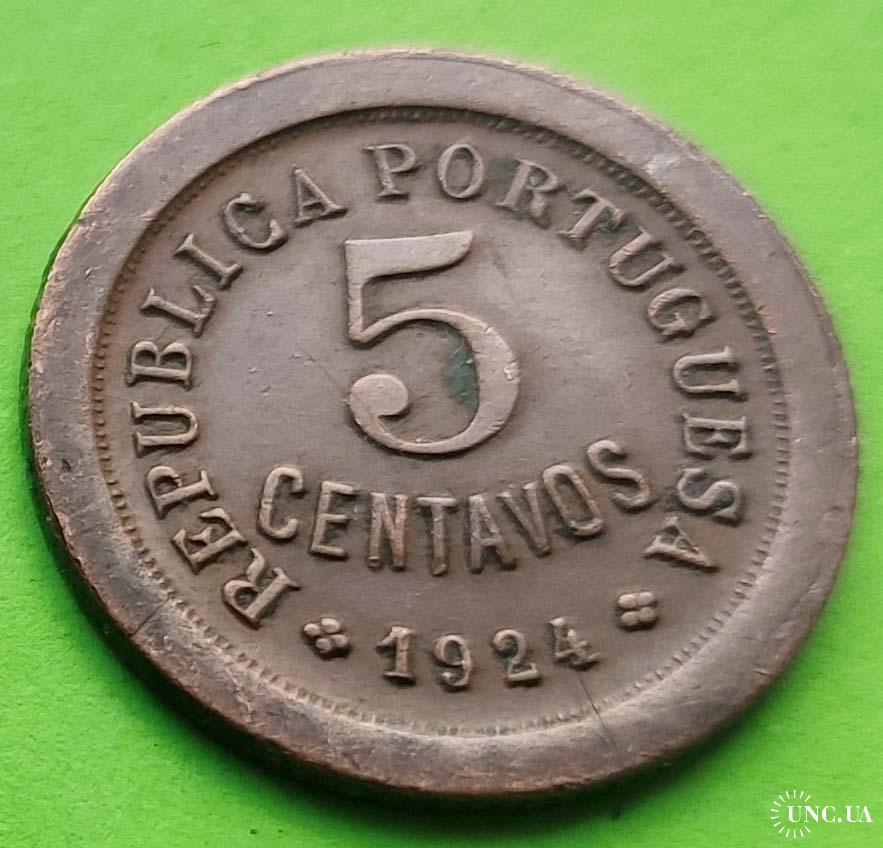 REPUBLICA PORTUGUESA
5
CENTAVOS
1924
UNC.UA